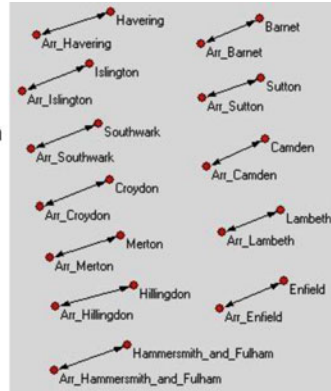 Havering
Arr_Havering
Islington
Arr_Islington
Southwark
Arr_Southwark
Croydon
Arr_Croydon
Merton
Arr_Merton
Hillingdon
Arr_Hillingdon
Hammersmith_and_Fulham
Arr_Hammersmith_and_Fulham
Barnet
Arr_Barnet
Sutton
Arr_Sutton
Camden
Arr_Camden
Lambeth
Arr_Lambeth
Enfield
Arr_Enfield